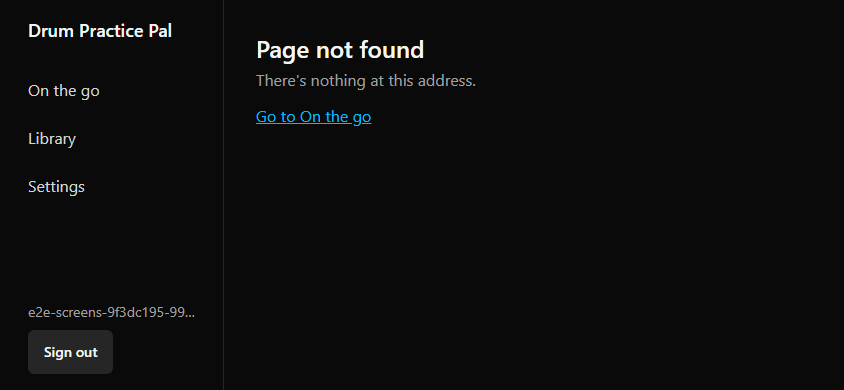 Drum Practice Pal
On the go
Library
Settings
e2e-screens-9f3dc195-99...
Sign out
Page not found
There's nothing at this address.
Go to On the go